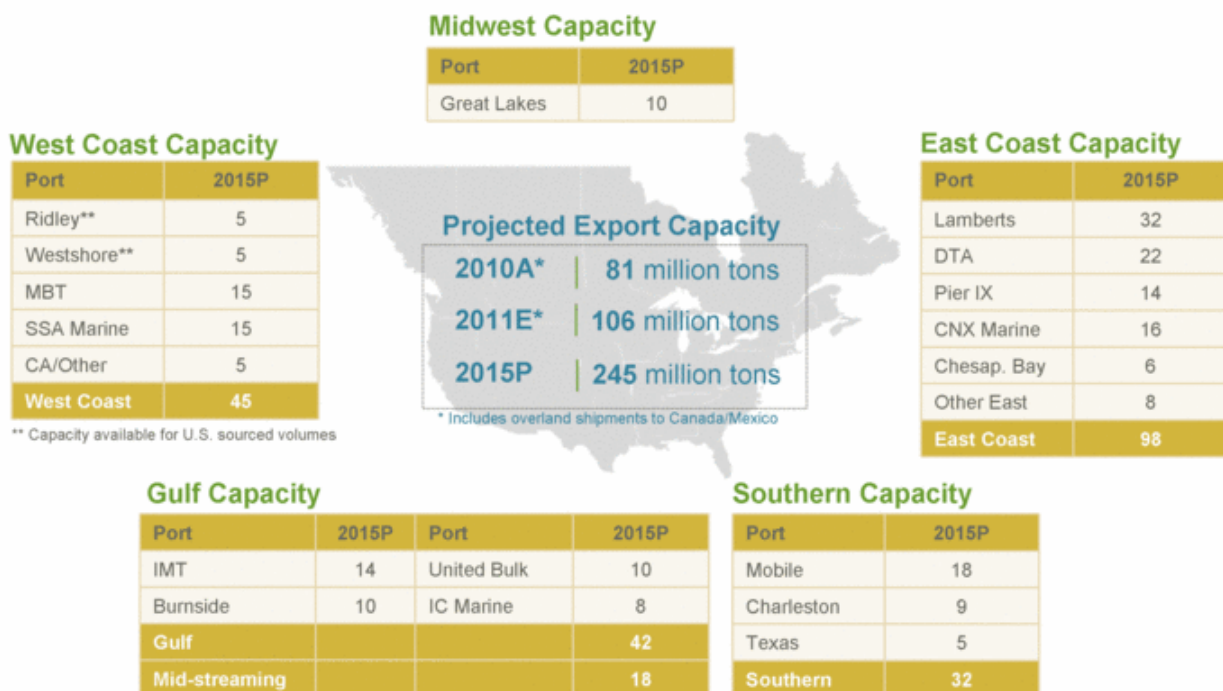 Midwest Capacity
Port 2015P
Great Lakes 10
West Coast Capacity
Port 2015P
Ridley** 5
Westshore** 5
MBT 15
SSA Marine 15
CA/Other 5
West Coast 45
** Capacity available for U.S. sourced volumes
Projected Export Capacity
2010A* 81 million tons
2011E* 106 million tons
2015P 245 million tons
* Includes overland shipments to Canada/Mexico
East Coast Capacity
Port 2015P
Lamberts 32
DTA 22
Pier IX 14
CNX Marine 16
Chesap. Bay 6
Other East 8
East Coast 98
Gulf Capacity
Port 2015P Port 2015P
IMT 14 United Bulk 10
Burnside 10 IC Marine 8
Gulf 42
Mid-streaming 18
Southern Capacity
Port 2015P
Mobile 18
Charleston 9
Texas 5
Southern 32